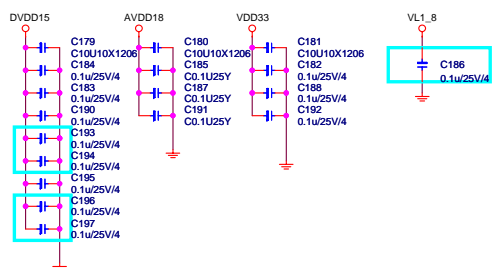 DVDD15
AVDD18
VDD33
VL1_8
C179
C10U10X1206
C184
0.1u/25V/4
C183
0.1u/25V/4
C190
0.1u/25V/4
C193
0.1u/25V/4
C194
0.1u/25V/4
C195
0.1u/25V/4
C196
0.1u/25V/4
C197
0.1u/25V/4
C180
C10U10X1206
C185
C0.1U25Y
C187
C0.1U25Y
C191
C0.1U25Y
C181
C10U10X1206
C182
0.1u/25V/4
C188
0.1u/25V/4
C192
0.1u/25V/4
C186
0.1u/25V/4